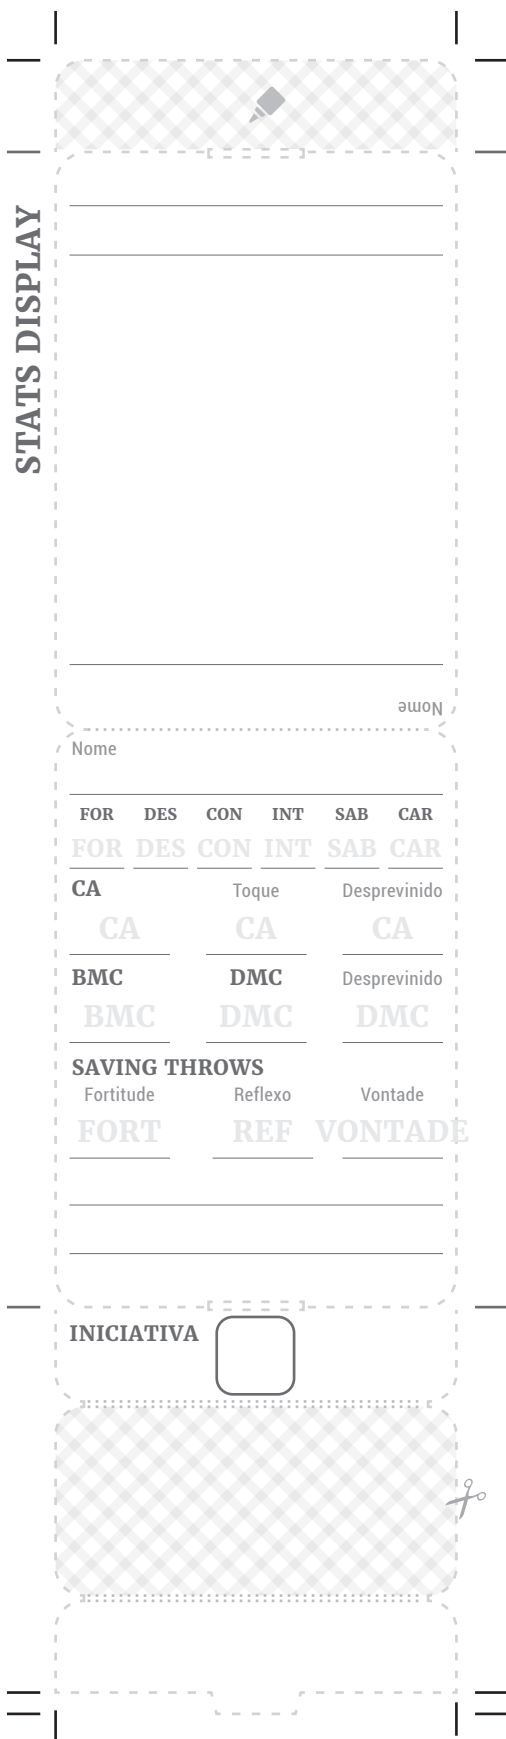 STATS DISPLAY
Nome
Nome
FOR DES CON INT SAB CAR
FOR DES CON INT SAB CAR
CA Toque Desprevinido
CA CA CA
BMC DMC Desprevinido
BMC DMC DMC
SAVING THROWS
Fortitude Reflexo Vontade
FORT REF VONTADE
INICIATIVA